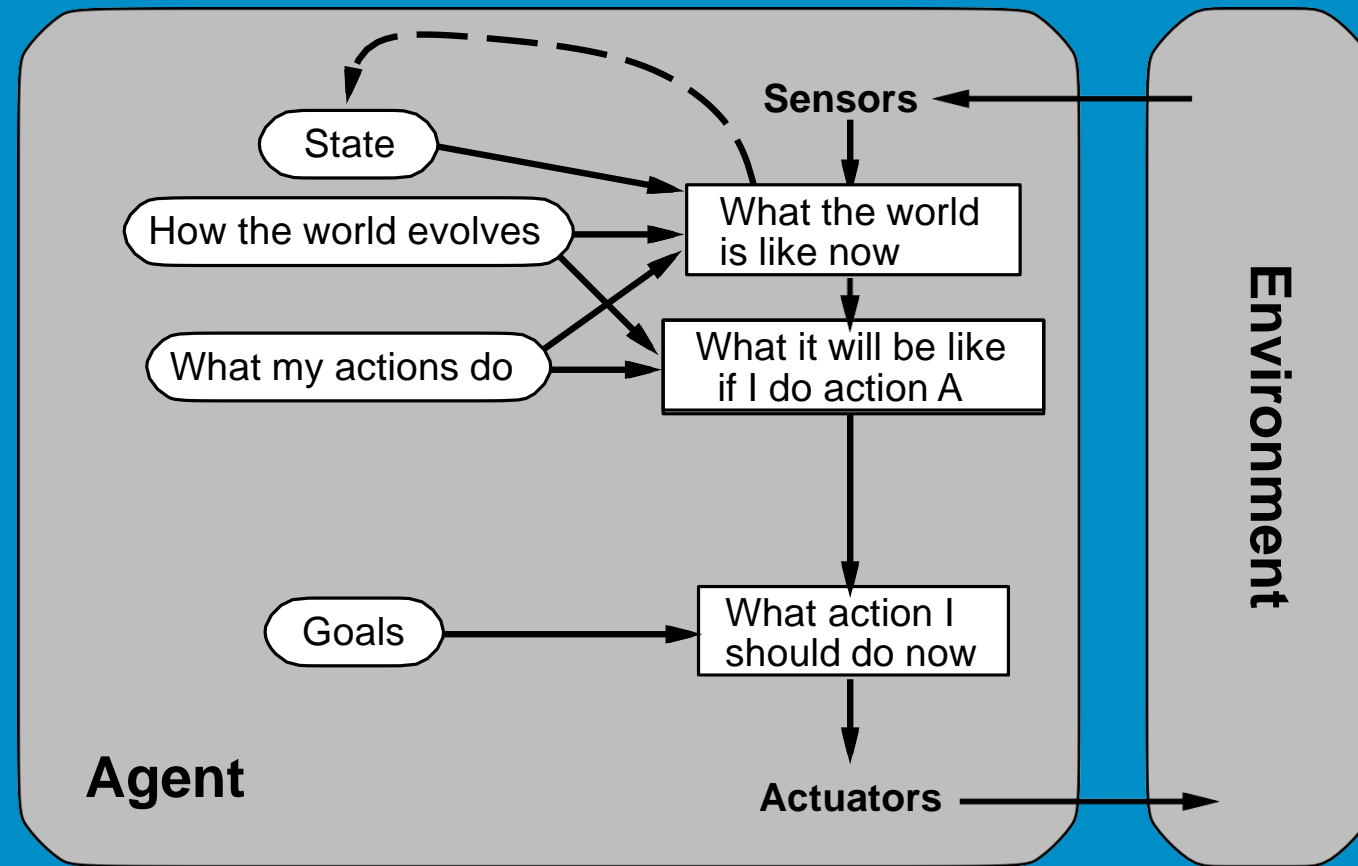 Sensors
State
What the world
is like now
How the world evolves
What it will be like
if I do action A
What my actions do
Environment
What action I
should do now
Goals
Agent
Actuators